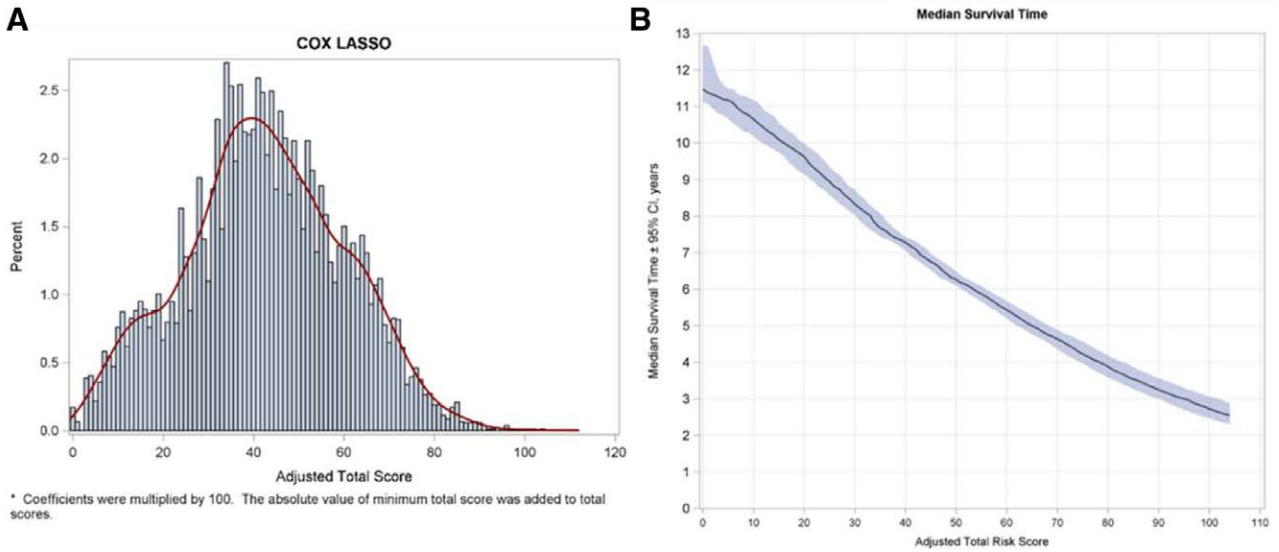 A
COX LASSO
Percent
2.5
2.0
1.5
1.0
0.5
0.0
0 20 40 60 80 100 120
Adjusted Total Score
* Coefficients were multiplied by 100. The absolute value of minimum total score was added to total
scores.
B
Median Survival Time
Median Survival Time ± 95% CI, years
13
12
11
10
9
8
7
6
5
4
3
2
1
0
0 10 20 30 40 50 60 70 80 90 100 110
Adjusted Total Risk Score